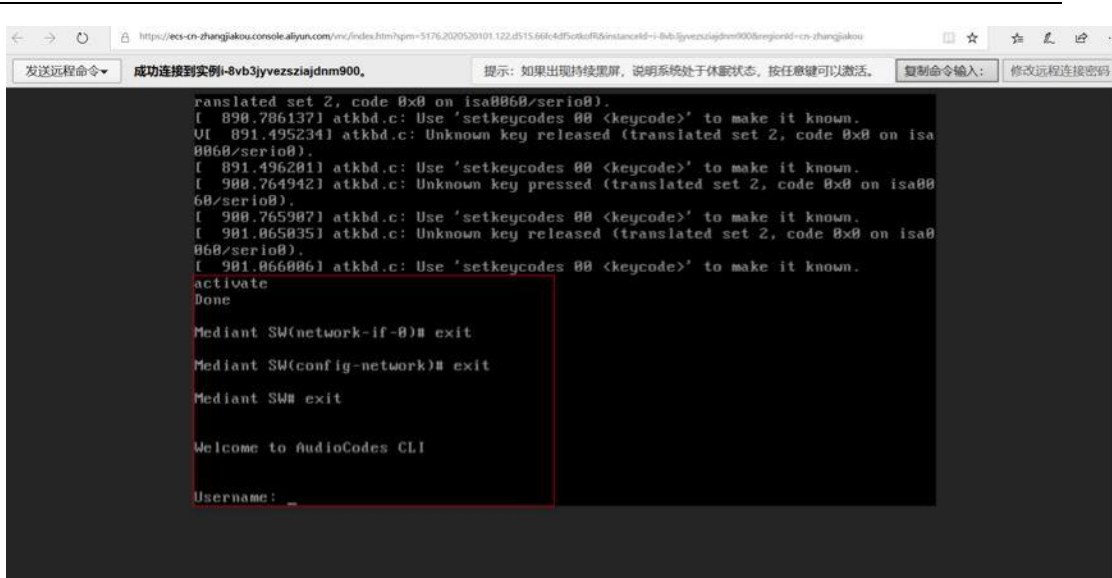 https://ecs-cn-zhangjiakou.console.aliyun.com/vnc/index.htm?
发送远程命令▾
成功连接到实例i-8vb3jyvezsziajdnm900。
提示：如果出现持续黑屏，说明系统处于休眠状态，按任意键可以激活。
复制命令输入：
修改远程连接密码
ranslated set 2, code 0x0 on isa0060/serio0).
[  890.786137] atkbd.c: Use 'setkeycodes 00 <keycode>' to make it known.
V[  891.495234] atkbd.c: Unknown key released (translated set 2, code 0x0 on isa
0060/serio0).
[  891.496201] atkbd.c: Use 'setkeycodes 00 <keycode>' to make it known.
[  900.764942] atkbd.c: Unknown key pressed (translated set 2, code 0x0 on isa00
60/serio0).
[  900.765907] atkbd.c: Use 'setkeycodes 00 <keycode>' to make it known.
[  901.065035] atkbd.c: Unknown key released (translated set 2, code 0x0 on isa0
060/serio0).
[  901.066006] atkbd.c: Use 'setkeycodes 00 <keycode>' to make it known.
activate
Done
Mediant SW(network-if-0)# exit
Mediant SW(config-network)# exit
Mediant SW# exit
Welcome to AudioCodes CLI
Username: _